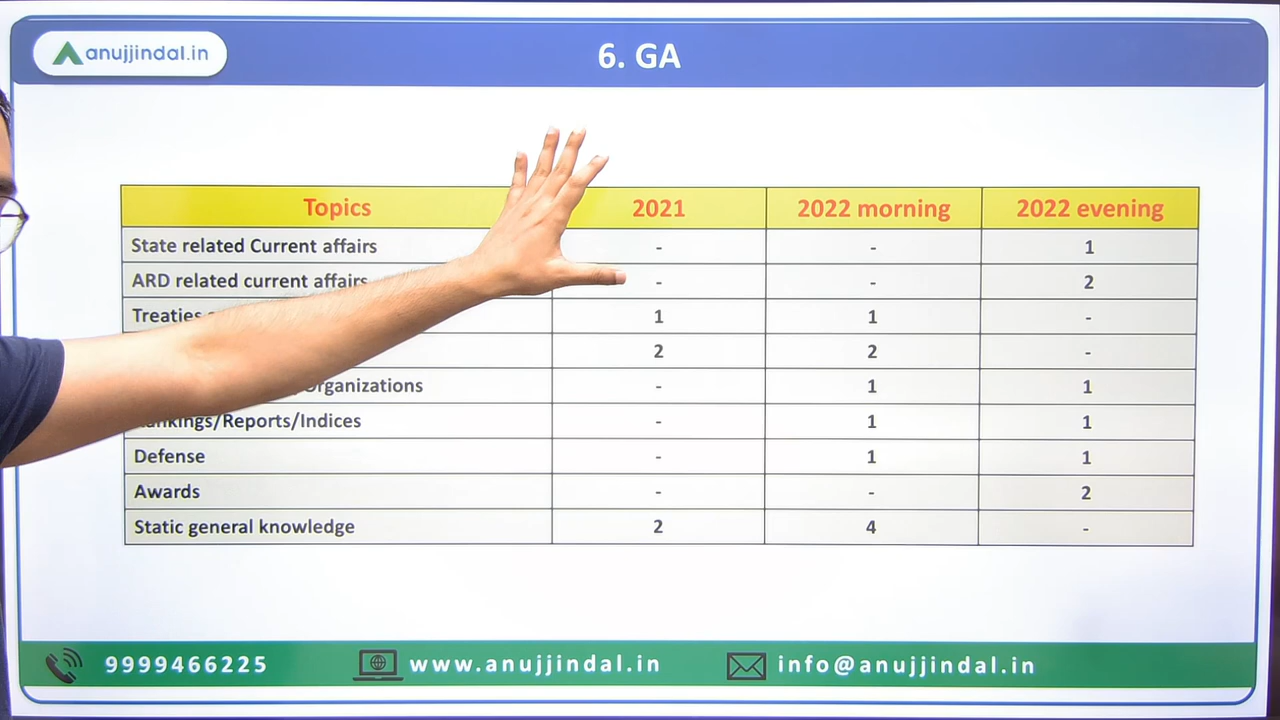 anujjindal.in
6. GA
Topics 2021 2022 morning 2022 evening
State related Current affairs - - 1
ARD related current affairs - - 2
Treaties 1 1 -
2 2 -
Organizations - 1 1
Rankings/Reports/Indices - 1 1
Defense - 1 1
Awards - - 2
Static general knowledge 2 4 -
9999466225 www.anujjindal.in info@anujjindal.in